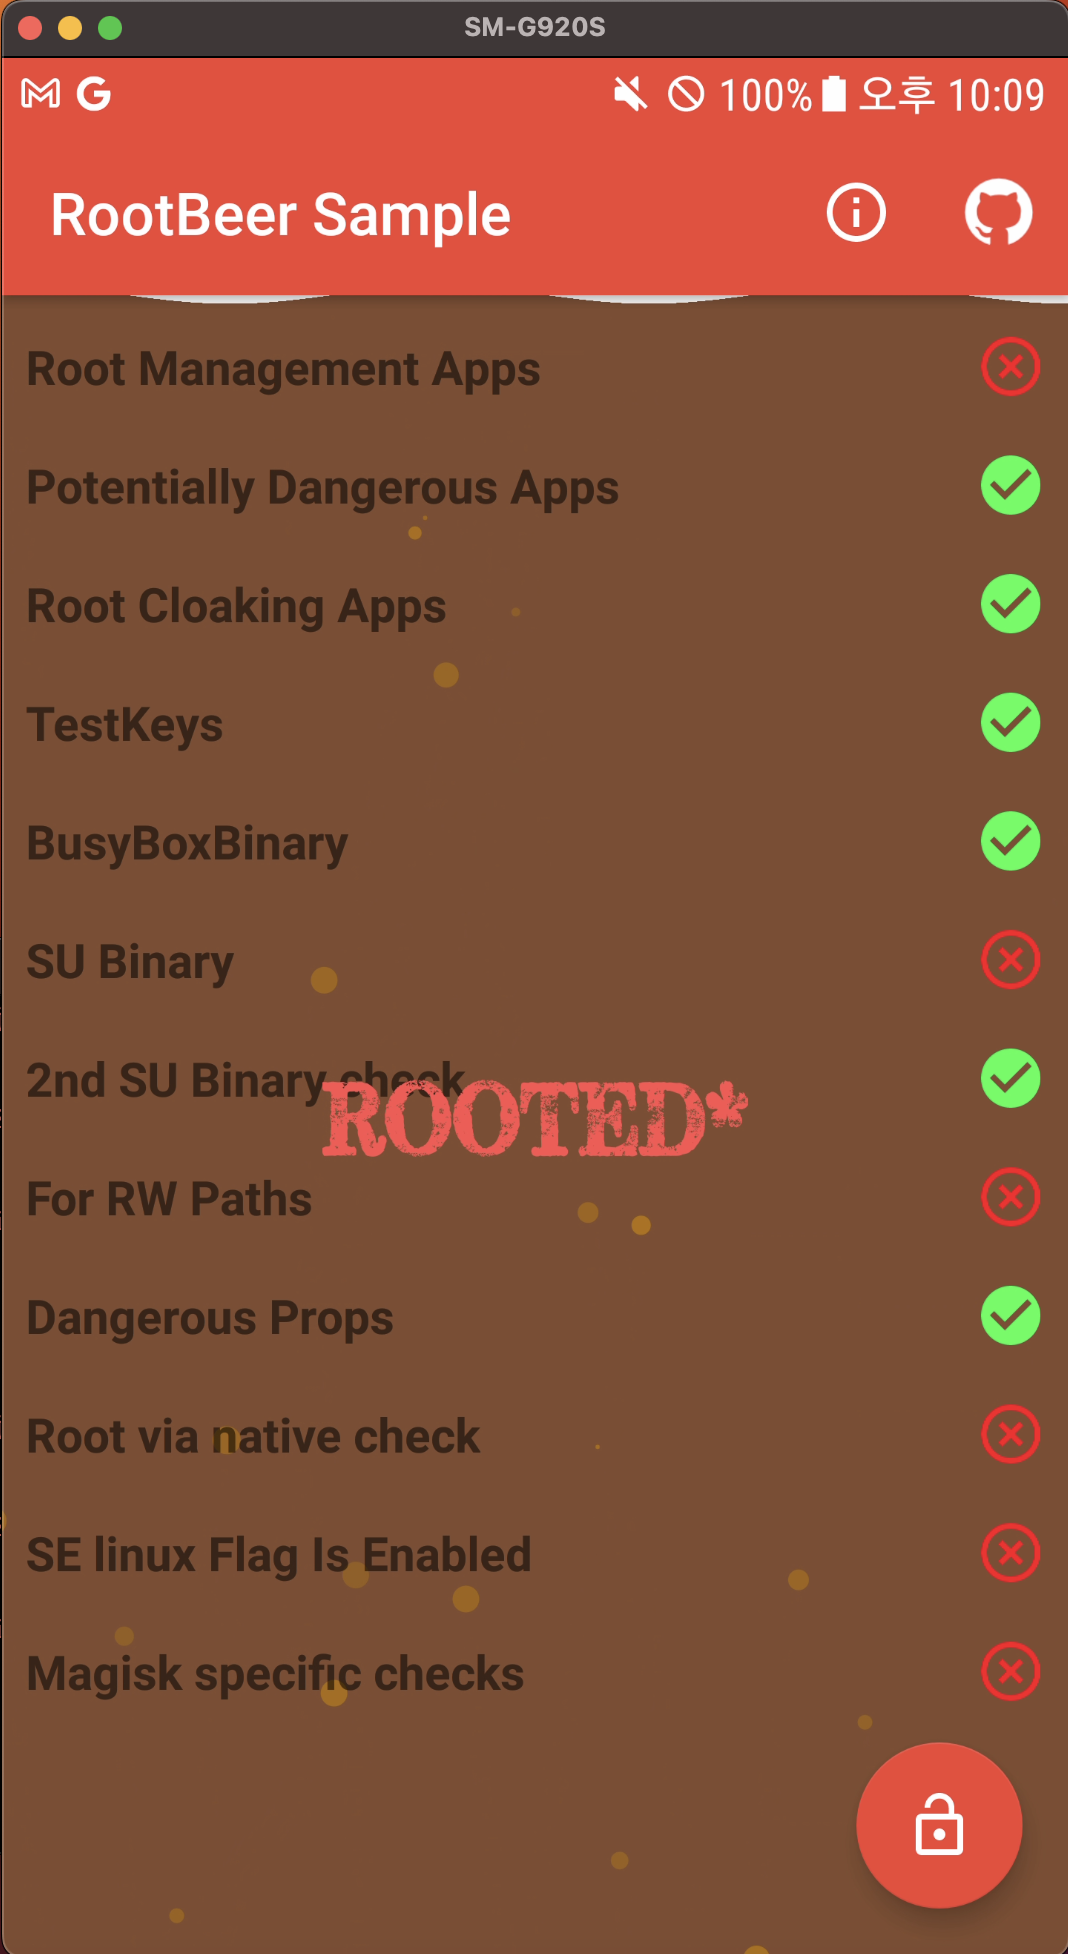 SM-G920S
100% 오후 10:09
RootBeer Sample
Root Management Apps
Potentially Dangerous Apps
Root Cloaking Apps
TestKeys
BusyBoxBinary
SU Binary
2nd SU Binary check
ROOTED*
For RW Paths
Dangerous Props
Root via native check
SE linux Flag Is Enabled
Magisk specific checks